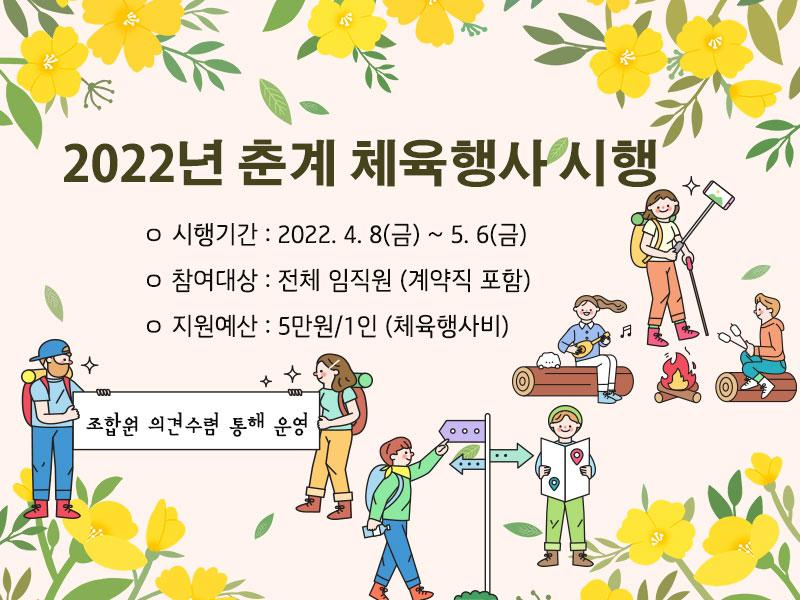 2022년 춘계 체육행사 시행
ㅇ 시행기간 : 2022. 4. 8(금) ~ 5. 6(금)
ㅇ 참여대상 : 전체 임직원 (계약직 포함)
ㅇ 지원예산 : 5만원/1인 (체육행사비)
조합원 의견수렴 통해 운영